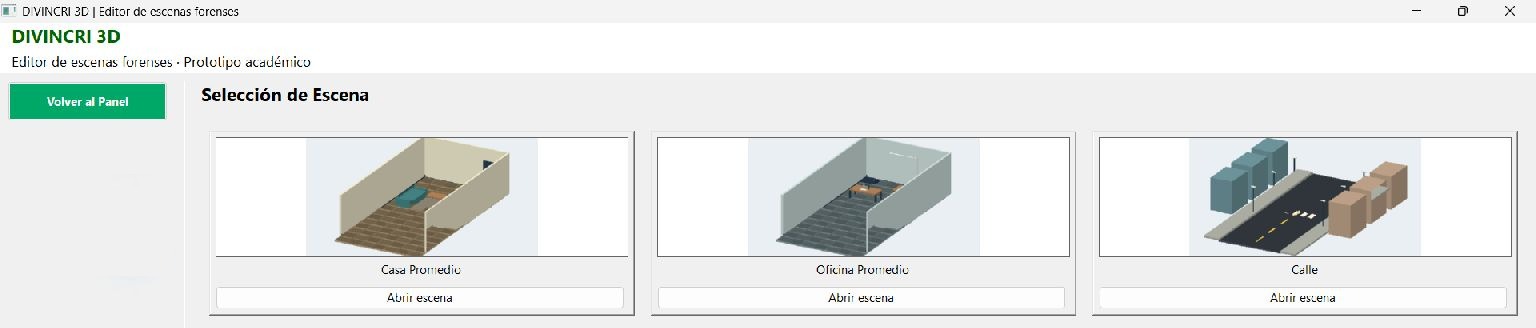 DIVINCRI 3D | Editor de escenas forenses
DIVINCRI 3D
Editor de escenas forenses · Prototipo académico
Volver al Panel
Selección de Escena
Casa Promedio
Abrir escena
Oficina Promedio
Abrir escena
Calle
Abrir escena